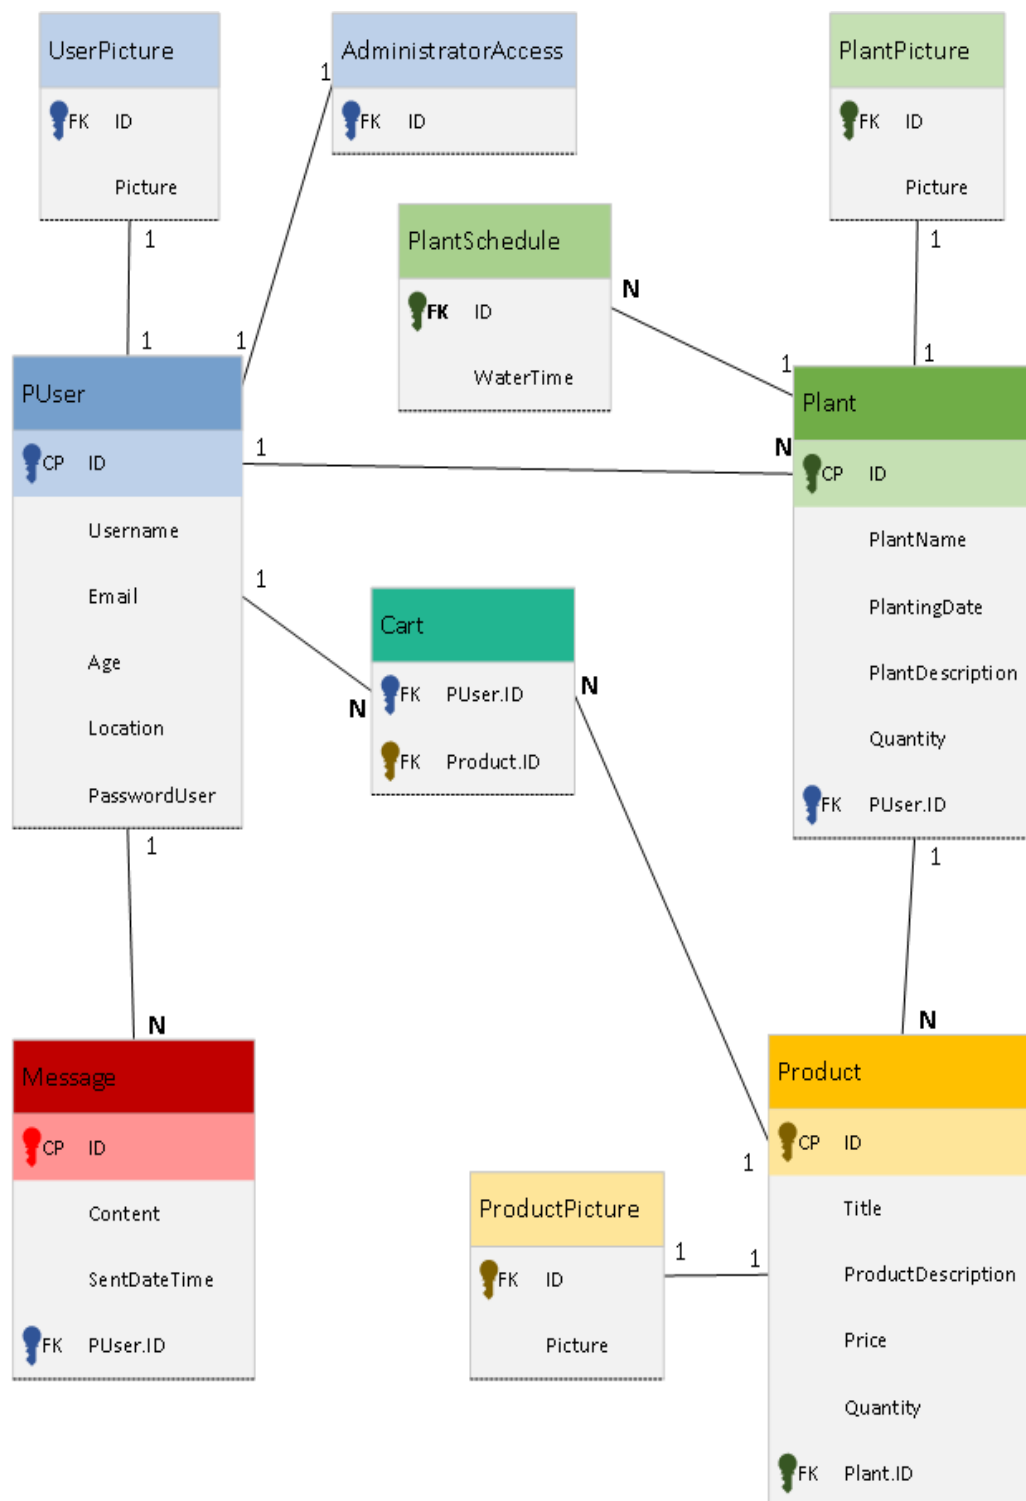 UserPicture
FK ID
Picture
1
1
AdministratorAccess
FK ID
1
1
PlantPicture
FK ID
Picture
1
1
PlantSchedule
FK ID
WaterTime
N
1
PUser
CP ID
Username
Email
Age
Location
PasswordUser
1
N
1
N
1
N
Plant
CP ID
PlantName
PlantingDate
PlantDescription
Quantity
FK PUser.ID
1
N
Cart
FK PUser.ID
FK Product.ID
N
1
Message
CP ID
Content
SentDateTime
FK PUser.ID
ProductPicture
FK ID
Picture
1
1
Product
CP ID
Title
ProductDescription
Price
Quantity
FK Plant.ID